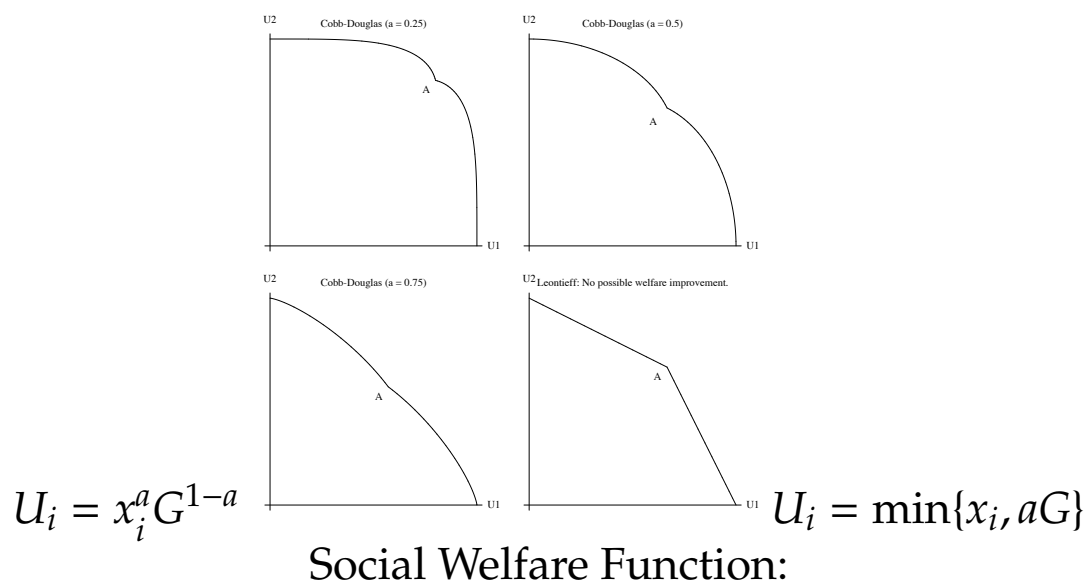 U2
Cobb-Douglas (a = 0.25)
A
U1
U2
Cobb-Douglas (a = 0.5)
A
U1
U2
Cobb-Douglas (a = 0.75)
A
U1
U2 Leontieff: No possible welfare improvement.
A
U1
U_i = x_i^a G^{1−a}
U_i = min{x_i, aG}
Social Welfare Function: